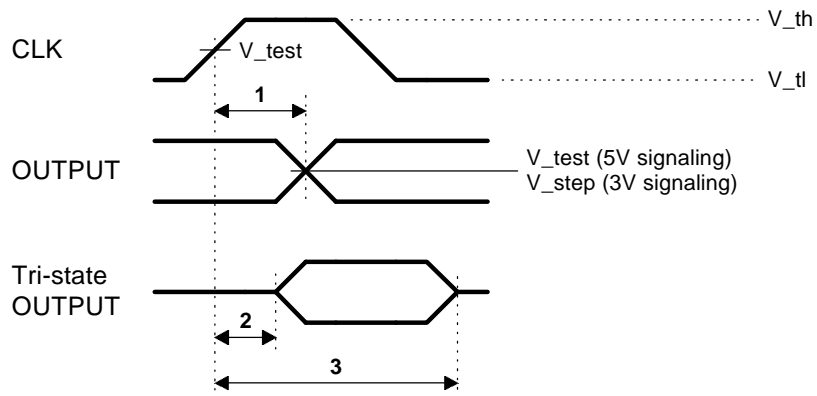 V_th
CLK
V_test
V_tl
1
OUTPUT
V_test (5V signaling)
V_step (3V signaling)
Tri-state
OUTPUT
2
3